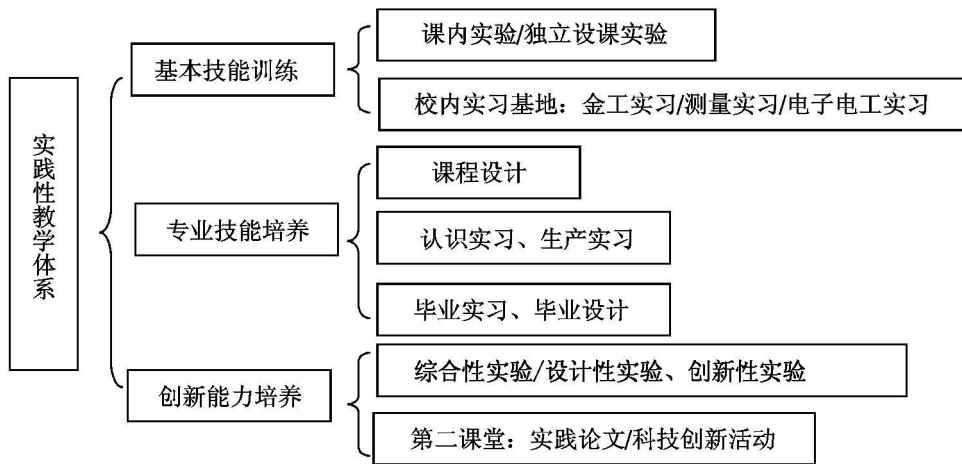 实践性教学体系
基本技能训练
课内实验/独立设课实验
校内实习基地：金工实习/测量实习/电子电工实习
专业技能培养
课程设计
认识实习、生产实习
毕业实习、毕业设计
创新能力培养
综合性实验/设计性实验、创新性实验
第二课堂：实践论文/科技创新活动